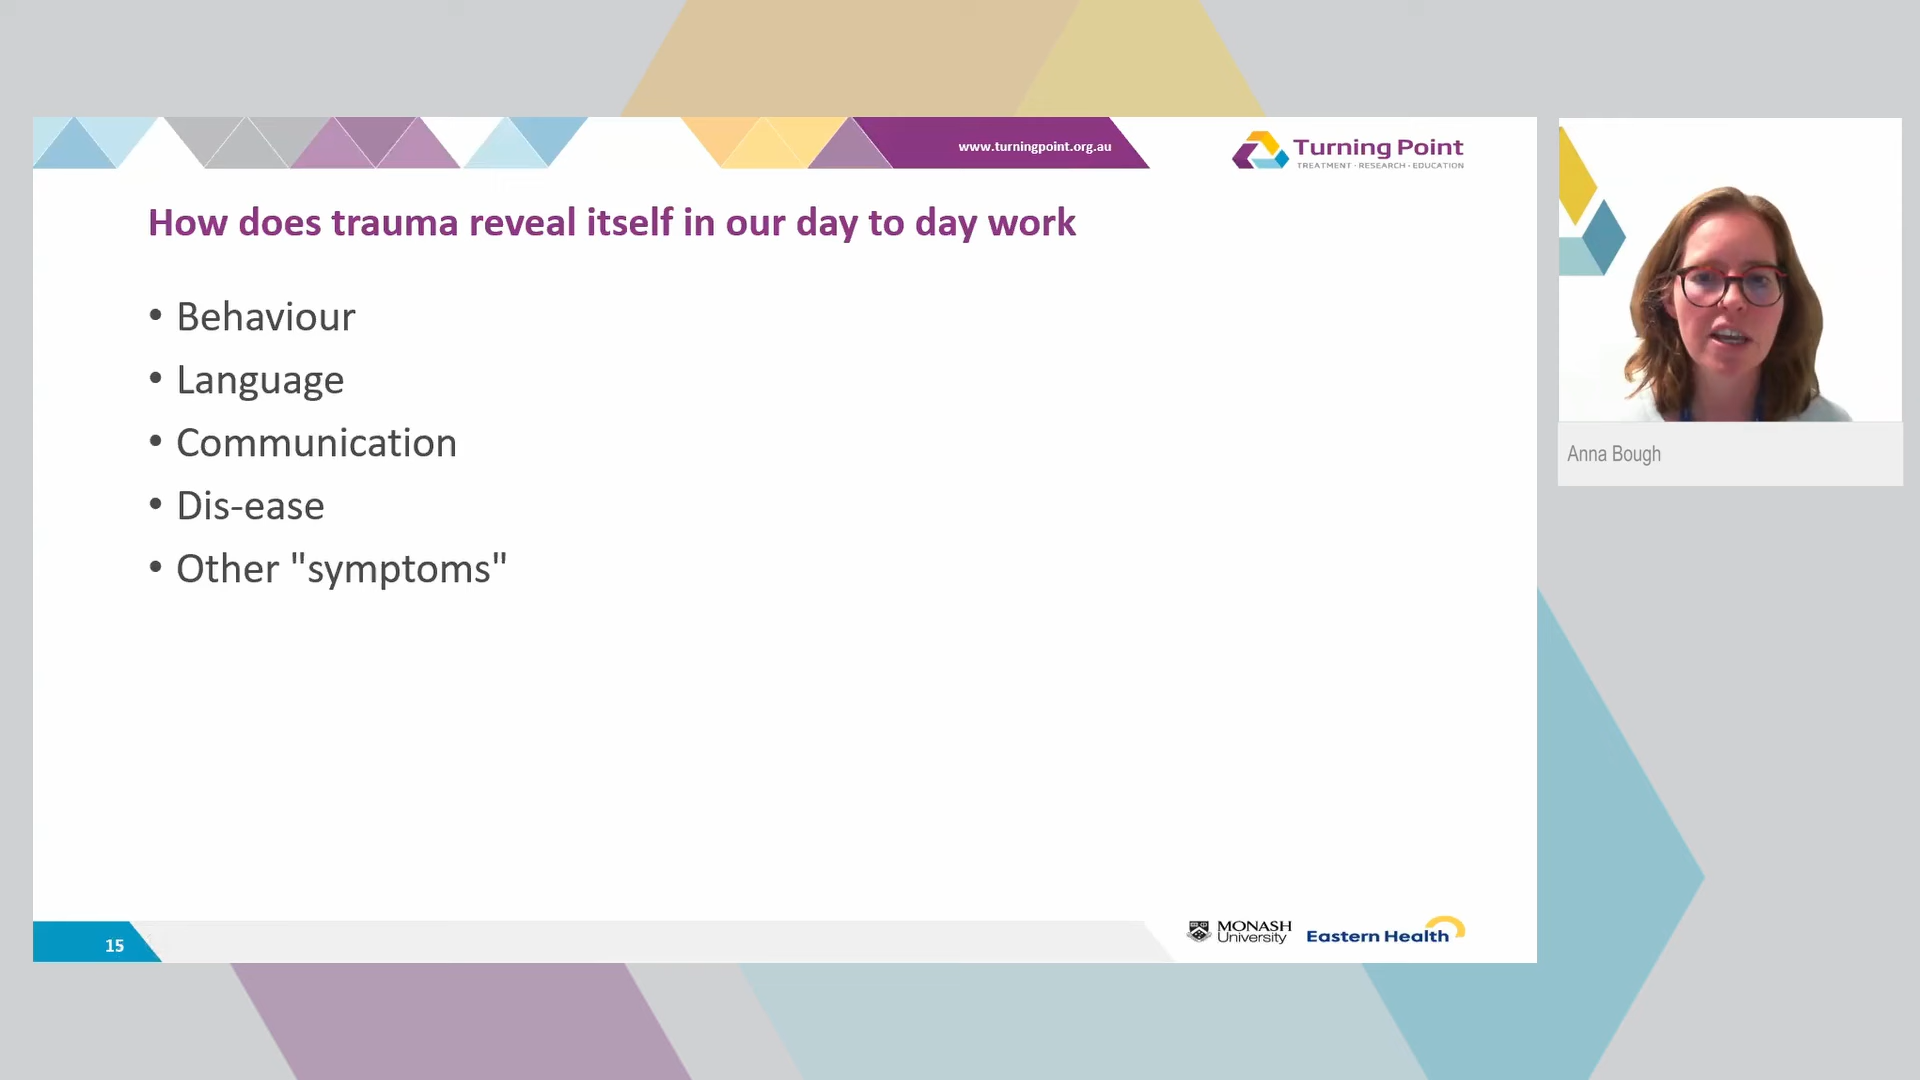 www.turningpoint.org.au
Turning Point
TREATMENT · RESEARCH · EDUCATION
How does trauma reveal itself in our day to day work
• Behaviour
• Language
• Communication
• Dis-ease
• Other "symptoms"
Anna Bough
15
MONASH
University
Eastern Health